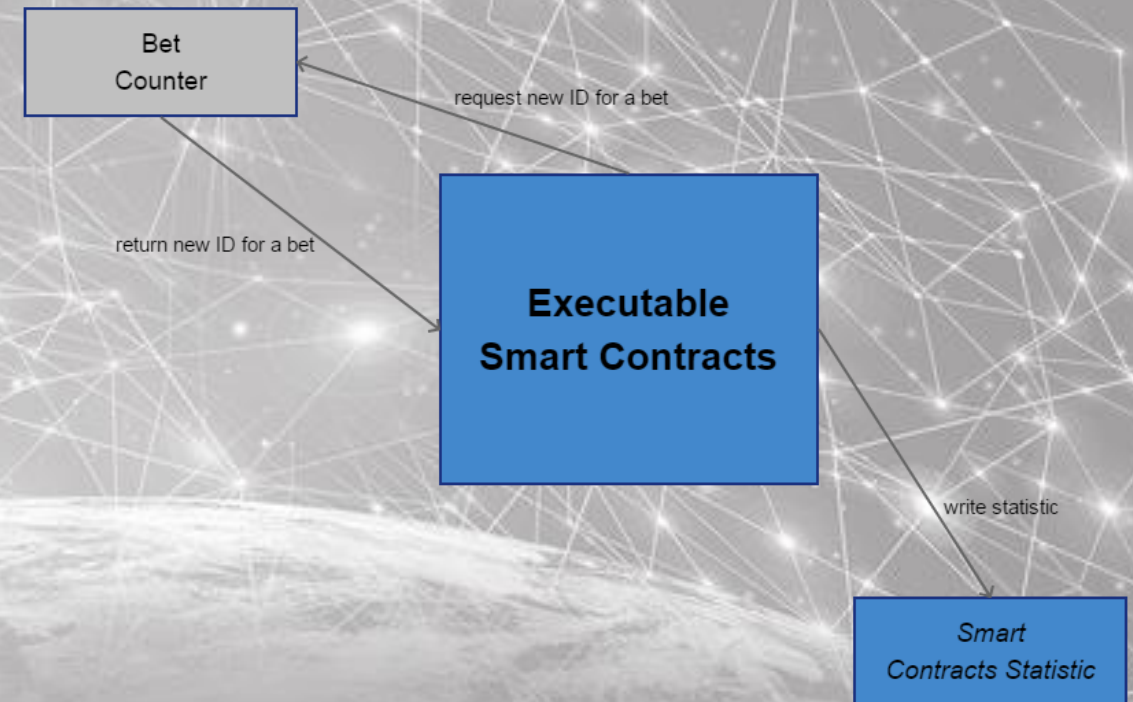 Bet
Counter
request new ID for a bet
return new ID for a bet
Executable
Smart Contracts
write statistic
Smart
Contracts Statistic